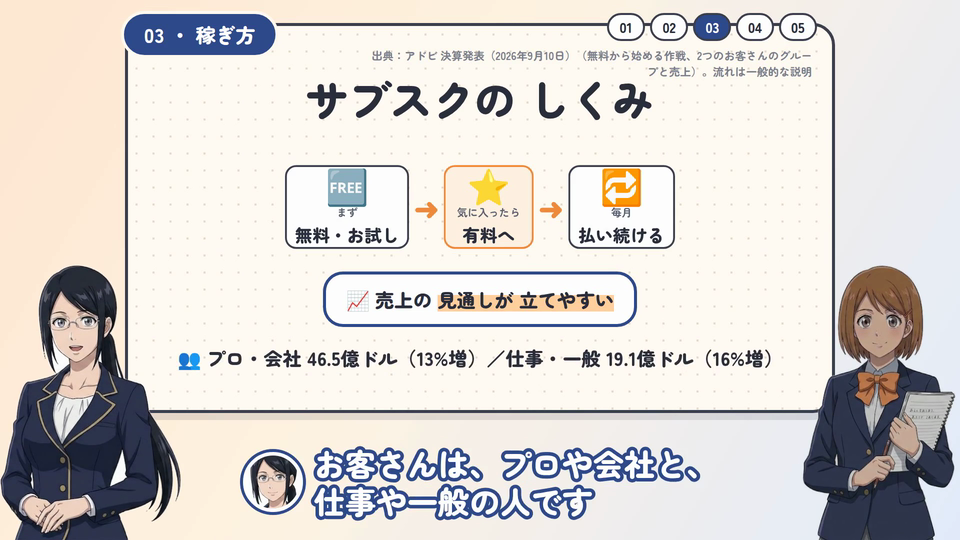 03 ・ 稼ぎ方
01 02 03 04 05
出典：アドビ 決算発表（2026年9月10日）（無料から始める作戦、2つのお客さんのグルー
プと売上）。流れは一般的な説明
サブスクの しくみ
FREE
まず
無料・お試し
気に入ったら
有料へ
毎月
払い続ける
売上の 見通しが 立てやすい
プロ・会社 46.5億ドル（13%増）／仕事・一般 19.1億ドル（16%増）
お客さんは、プロや会社と、
仕事や一般の人です